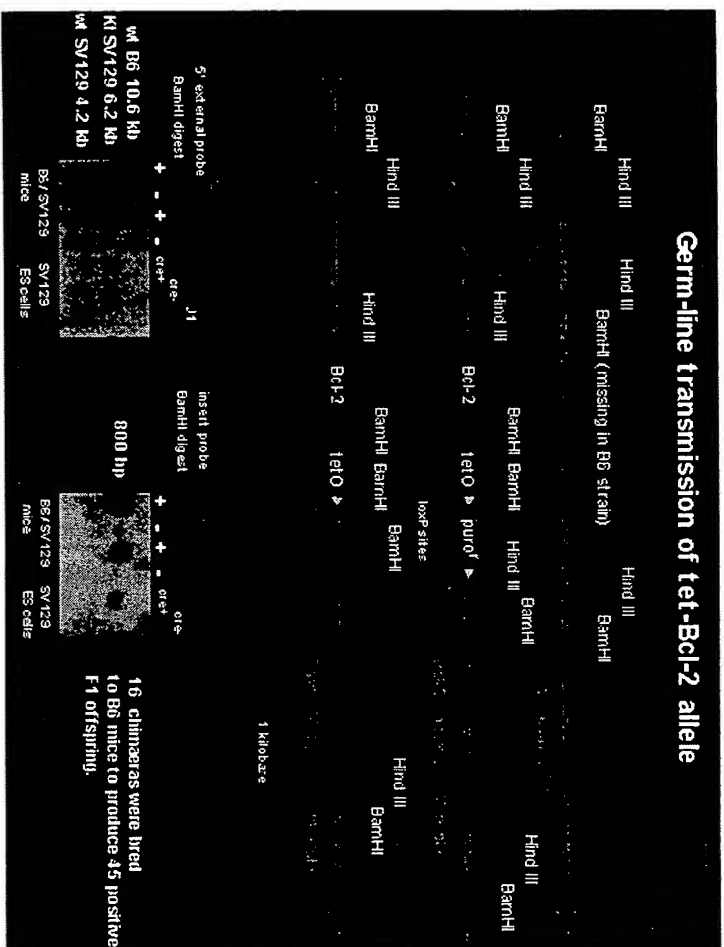 Germ-line transmission of tet-Bcl-2 allele
Hind III
Hind III
Hind III
BamHI
BamHI (missing in B6 strain)
BamHI
Hind III
Hind III
Hind III
Hind III
BamHI
BamHI BamHI
BamHI
BamHI
Bcl-2 tetO puroʳ
loxP sites
Hind III
Hind III
Hind III
BamHI
BamHI BamHI
BamHI
BamHI
Bcl-2 tetO
1 kilobase
5' external probe
BamHI digest
insert probe
BamHI digest
J1
cre-
cre+
+ - + -
wt B6 10.6 kb
KI SV129 6.2 kb
wt SV129 4.2 kb
B6/SV129
mice
SV129
ES cells
cre-
cre+
+ - + -
800 bp
B6/SV129
mice
SV129
ES cells
16 chimaeras were bred
to B6 mice to produce 45 positive
F1 offspring.